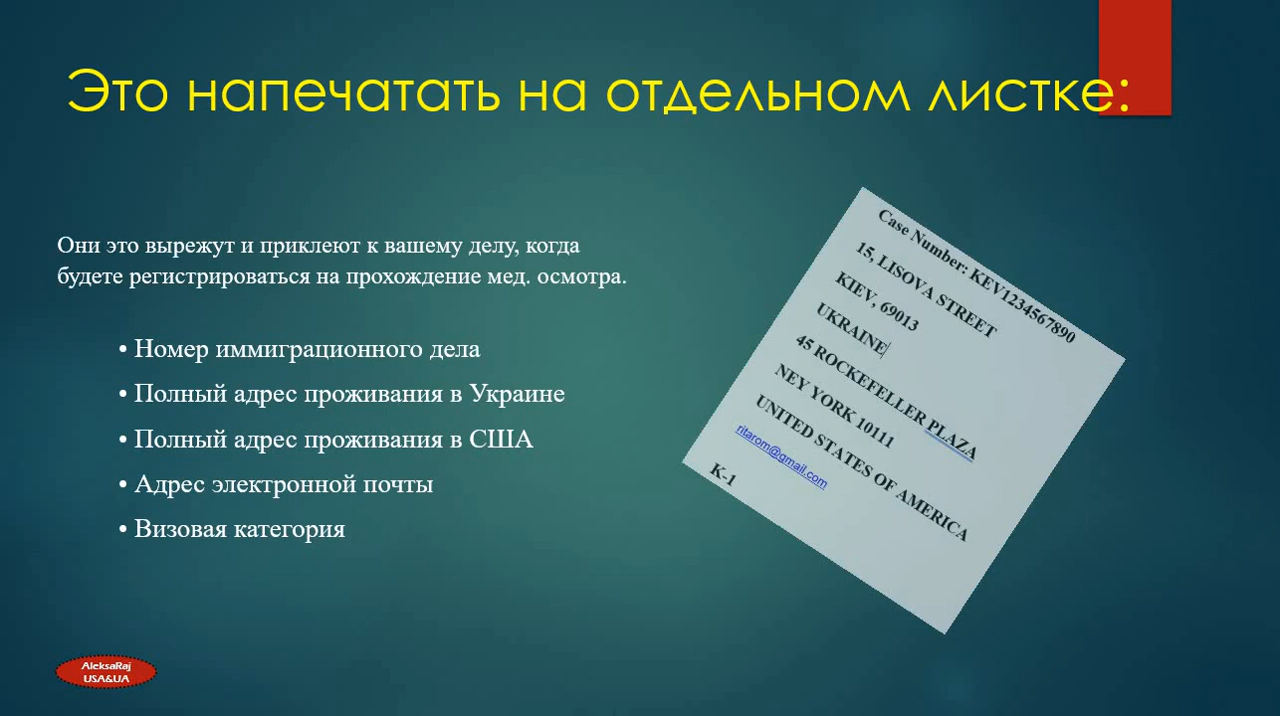 Это напечатать на отдельном листке:
Они это вырежут и приклеют к вашему делу, когда
будете регистрироваться на прохождение мед. осмотра.
• Номер иммиграционного дела
• Полный адрес проживания в Украине
• Полный адрес проживания в США
• Адрес электронной почты
• Визовая категория
Case Number: KEV1234567890
15, LISOVA STREET
KIEV, 69013
UKRAINE
45 ROCKEFELLER PLAZA
NEY YORK 10111
UNITED STATES OF AMERICA
ritarom@gmail.com
K-1
AleksaRaj
USA&UA